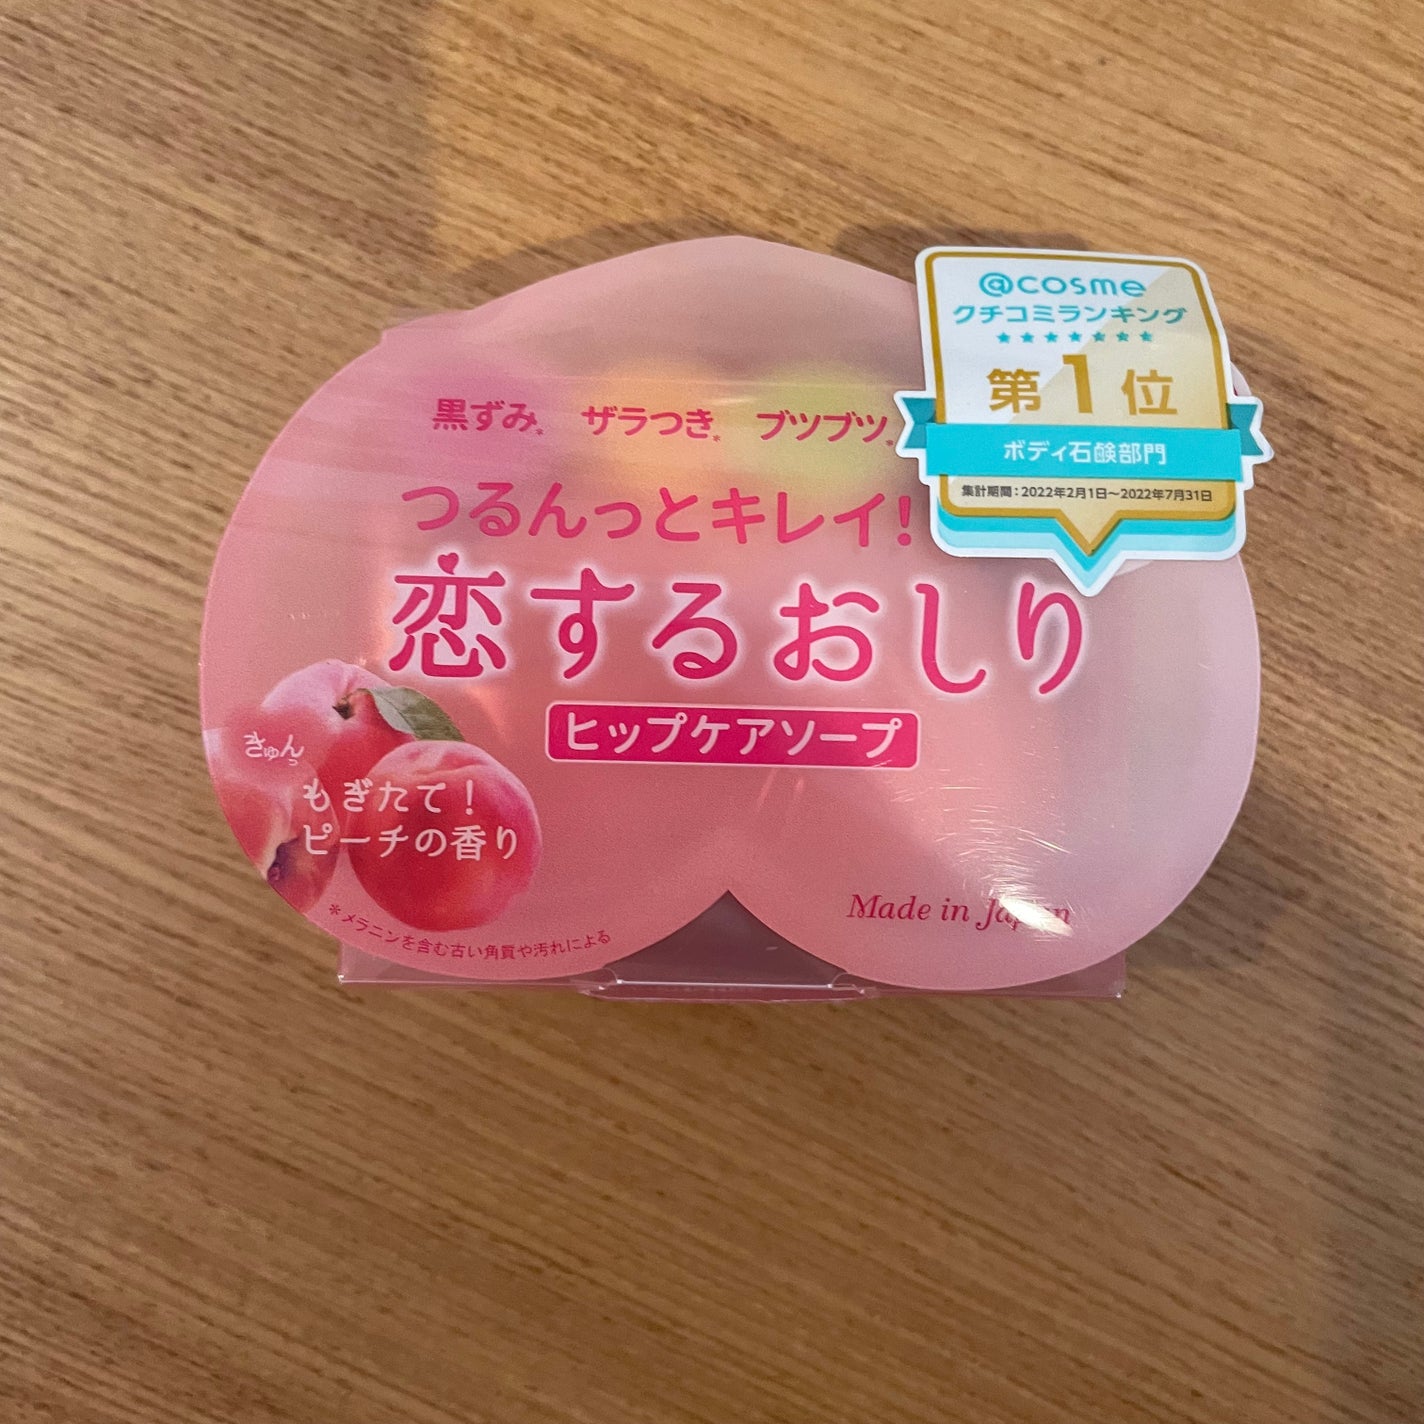 @cosme
クチコミランキング
第1位
ボディ石鹸部門
集計期間:2022年2月1日~2022年7月31日
黒ずみ* ザラつき* ブツブツ*
つるんっとキレイ!
恋するおしり
ヒップケアソープ
きゅんっ
もぎたて!
ピーチの香り
*メラニンを含む古い角質や汚れによる
Made in Japan